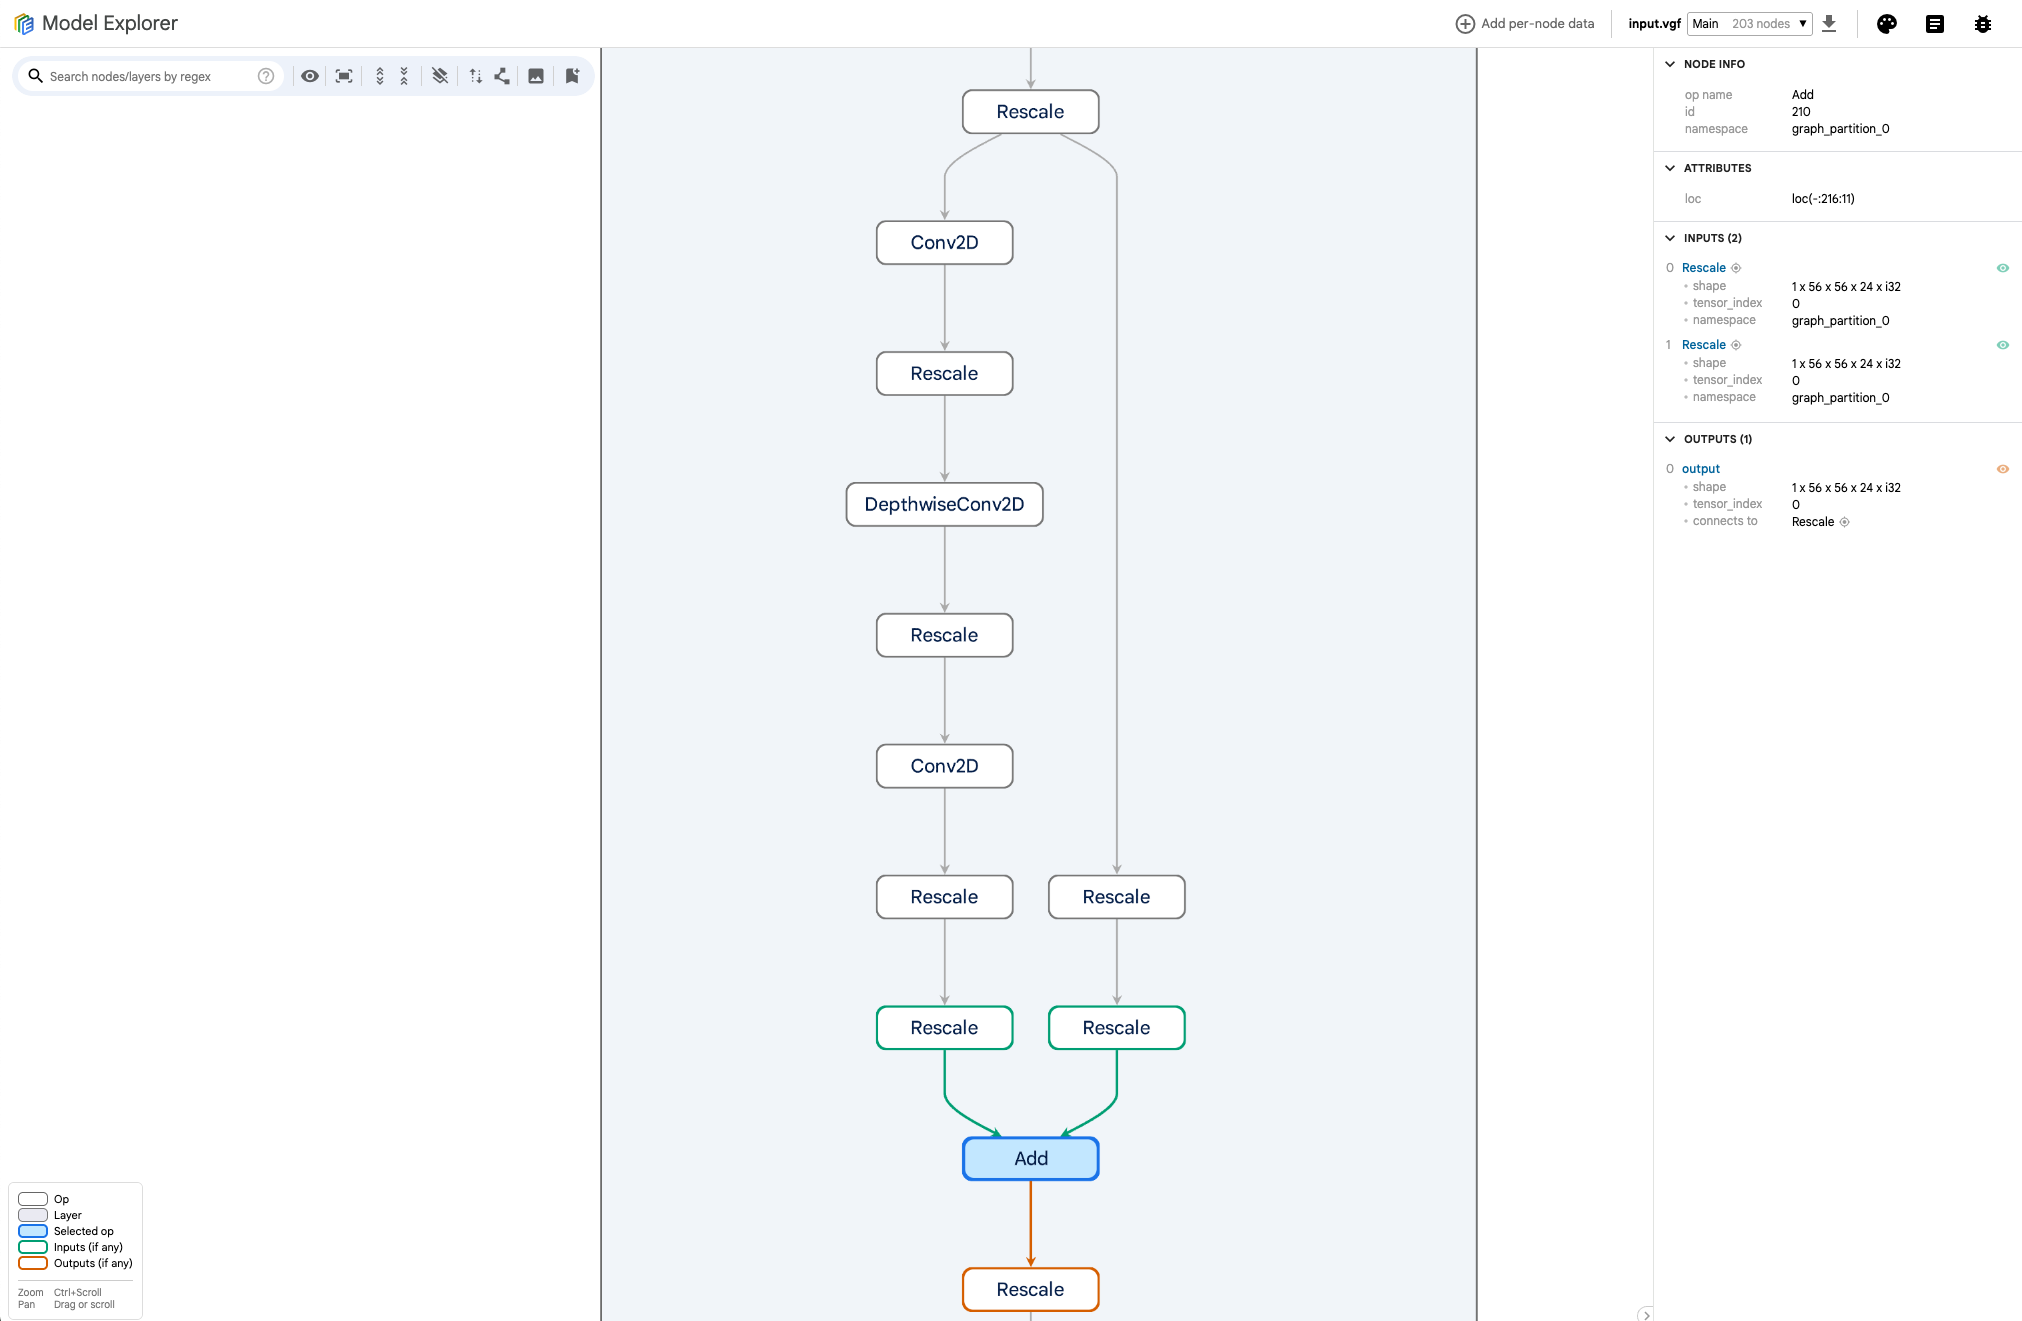 Model Explorer
Add per-node data
input.vgf
Main 203 nodes
Search nodes/layers by regex
Rescale
Conv2D
Rescale
DepthwiseConv2D
Rescale
Conv2D
Rescale Rescale
Rescale Rescale
Add
Rescale
Op
Layer
Selected op
Inputs (if any)
Outputs (if any)
Zoom Ctrl+Scroll
Pan Drag or scroll
NODE INFO
op name Add
id 210
namespace graph_partition_0
ATTRIBUTES
loc loc(-:216:11)
INPUTS (2)
0 Rescale
• shape 1 x 56 x 56 x 24 x i32
• tensor_index 0
• namespace graph_partition_0
1 Rescale
• shape 1 x 56 x 56 x 24 x i32
• tensor_index 0
• namespace graph_partition_0
OUTPUTS (1)
0 output
• shape 1 x 56 x 56 x 24 x i32
• tensor_index 0
• connects to Rescale